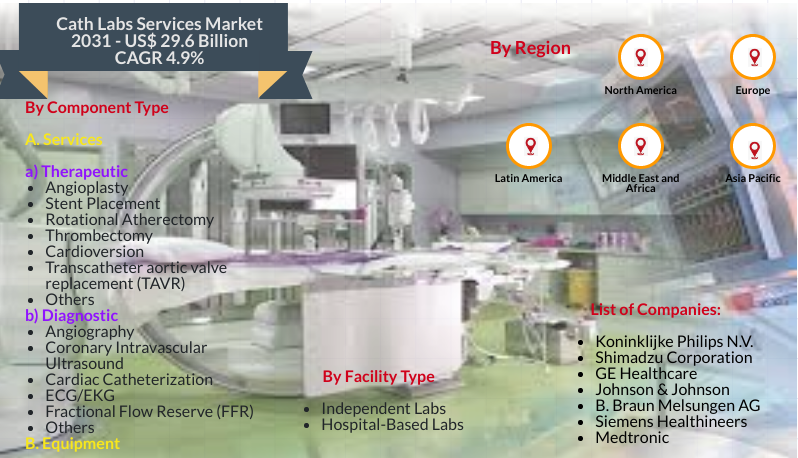 Cath Labs Services Market
2031 - US$ 29.6 Billion
CAGR 4.9%
By Component Type
A. Services
a) Therapeutic
• Angioplasty
• Stent Placement
• Rotational Atherectomy
• Thrombectomy
• Cardioversion
• Transcatheter aortic valve
replacement (TAVR)
• Others
b) Diagnostic
• Angiography
• Coronary Intravascular
Ultrasound
• Cardiac Catheterization
• ECG/EKG
• Fractional Flow Reserve (FFR)
• Others
B. Equipment
By Facility Type
• Independent Labs
• Hospital-Based Labs
By Region
North America
Europe
Latin America
Middle East and
Africa
Asia Pacific
List of Companies:
• Koninklijke Philips N.V.
• Shimadzu Corporation
• GE Healthcare
• Johnson & Johnson
• B. Braun Melsungen AG
• Siemens Healthineers
• Medtronic